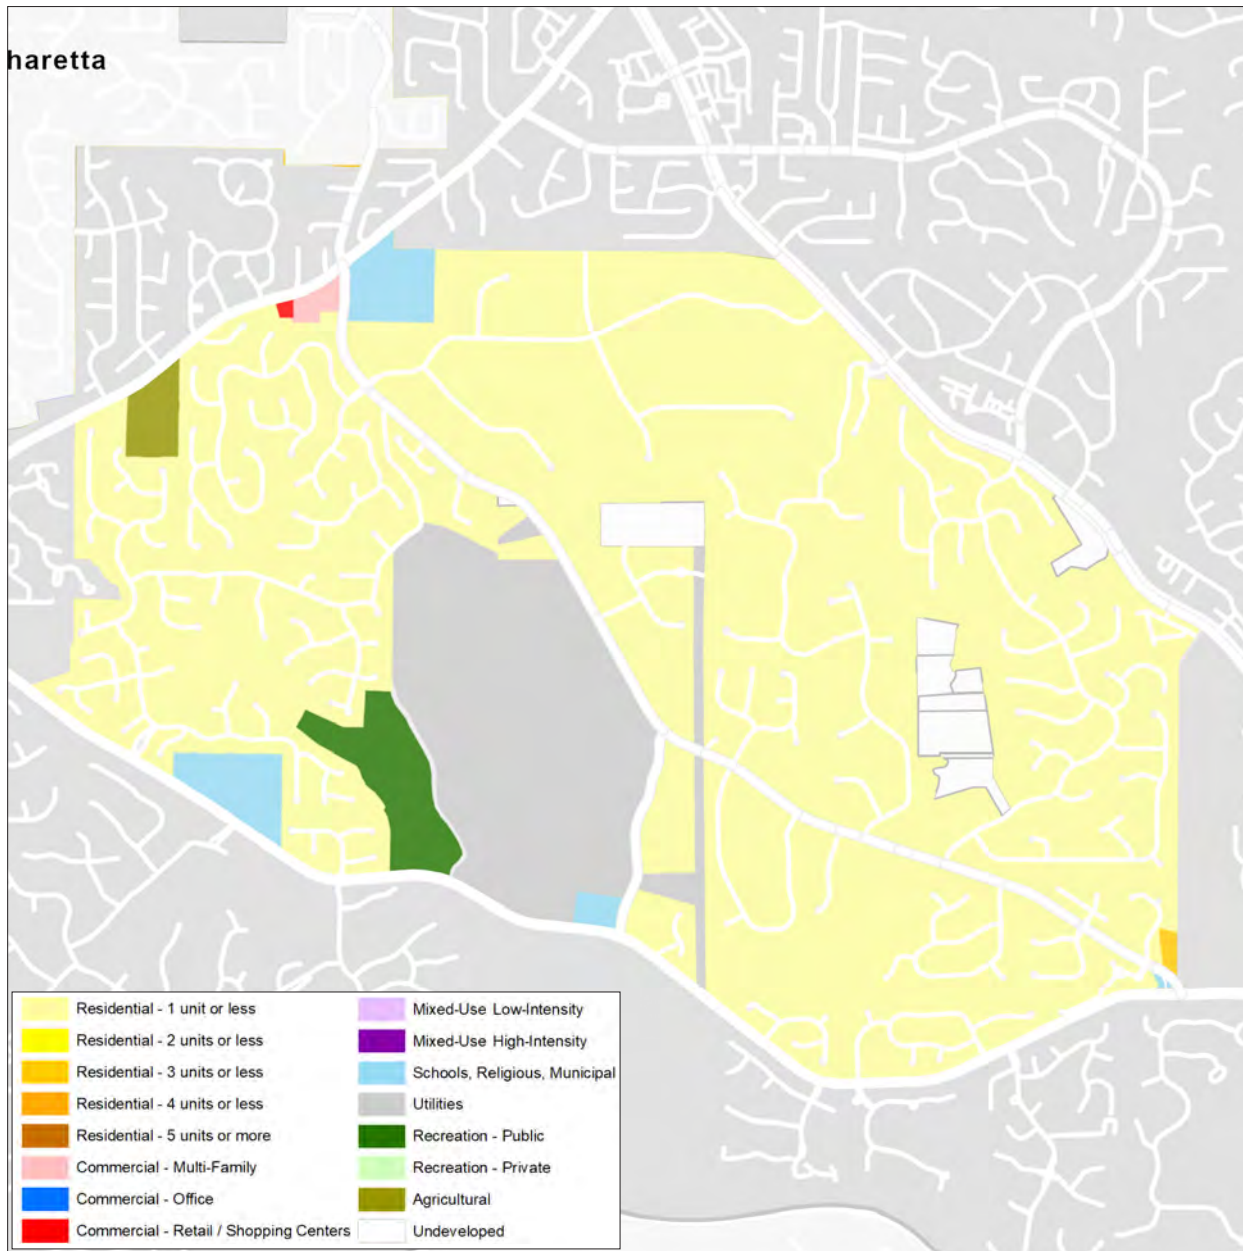 haretta
Residential - 1 unit or less
Residential - 2 units or less
Residential - 3 units or less
Residential - 4 units or less
Residential - 5 units or more
Commercial - Multi-Family
Commercial - Office
Commercial - Retail / Shopping Centers
Mixed-Use Low-Intensity
Mixed-Use High-Intensity
Schools, Religious, Municipal
Utilities
Recreation - Public
Recreation - Private
Agricultural
Undeveloped